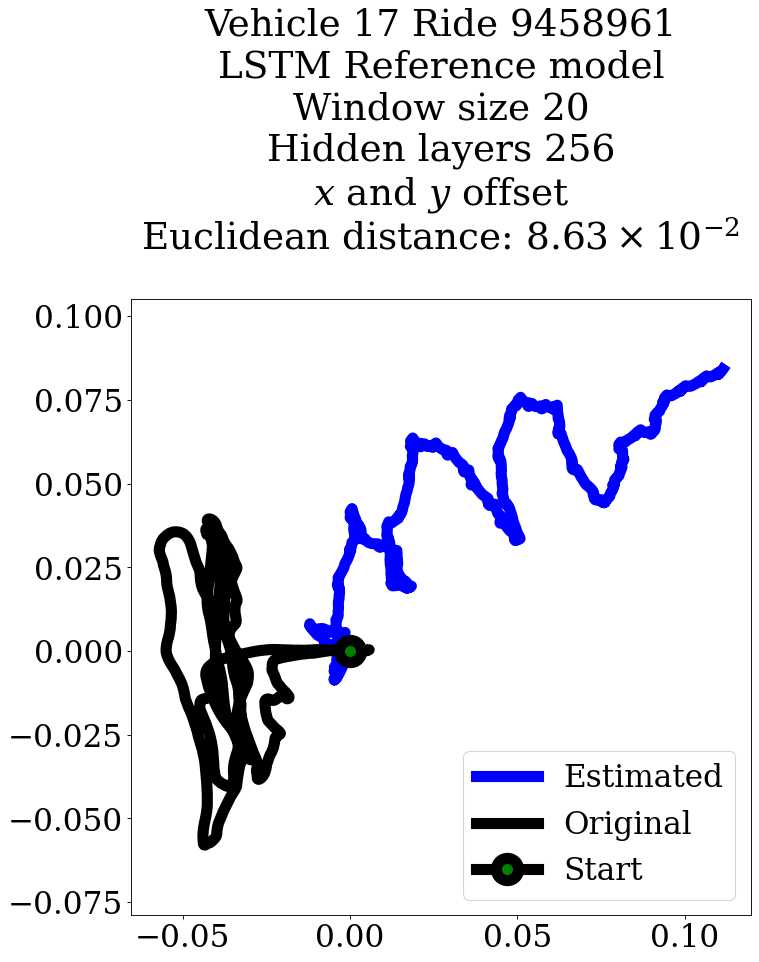 Vehicle 17 Ride 9458961
LSTM Reference model
Window size 20
Hidden layers 256
x and y offset
Euclidean distance: 8.63 × 10⁻²
0.100
0.075
0.050
0.025
0.000
−0.025
−0.050
−0.075
Estimated
Original
Start
−0.05
0.00
0.05
0.10